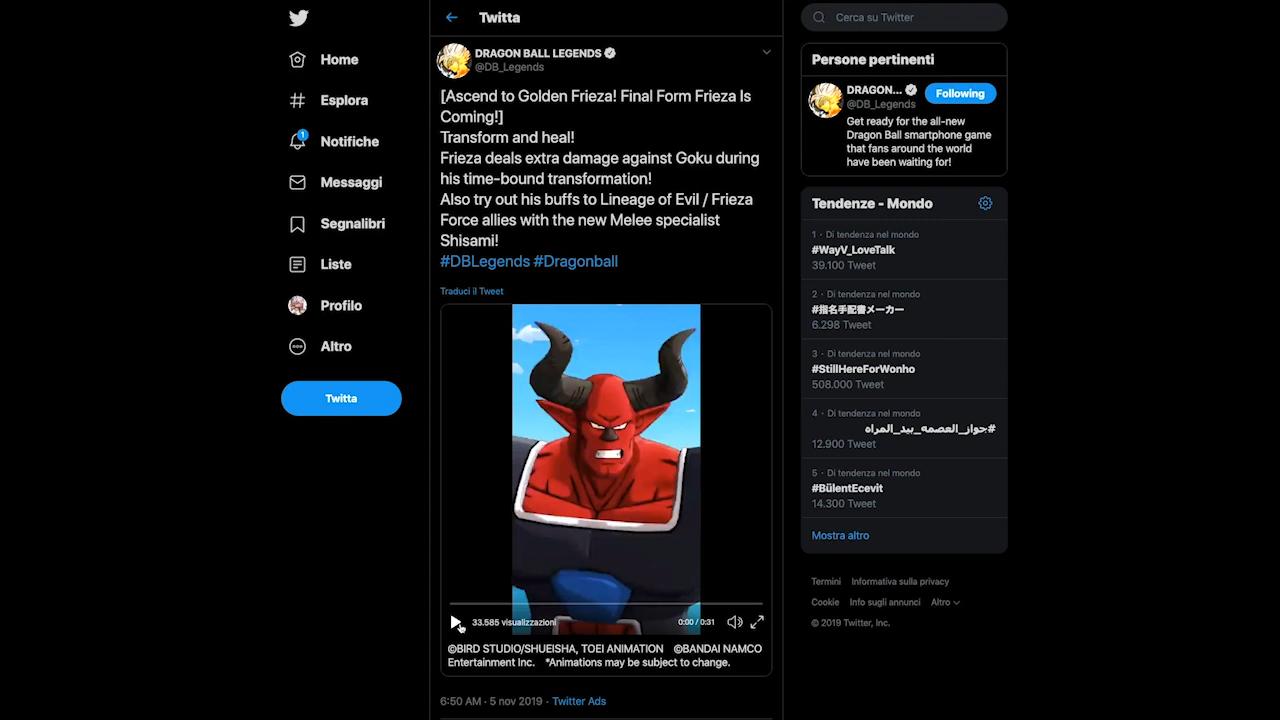 Home
Esplora
1
Notifiche
Messaggi
Segnalibri
Liste
Profilo
Altro
Twitta
Twitta
DRAGON BALL LEGENDS
@DB_Legends
[Ascend to Golden Frieza! Final Form Frieza Is
Coming!]
Transform and heal!
Frieza deals extra damage against Goku during
his time-bound transformation!
Also try out his buffs to Lineage of Evil / Frieza
Force allies with the new Melee specialist
Shisami!
#DBLegends #Dragonball
Traduci il Tweet
33.585 visualizzazioni
0:00 / 0:31
©BIRD STUDIO/SHUEISHA, TOEI ANIMATION ©BANDAI NAMCO
Entertainment Inc. *Animations may be subject to change.
6:50 AM · 5 nov 2019 · Twitter Ads
Cerca su Twitter
Persone pertinenti
DRAGON...
@DB_Legends
Following
Get ready for the all-new
Dragon Ball smartphone game
that fans around the world
have been waiting for!
Tendenze - Mondo
1 · Di tendenza nel mondo
#WayV_LoveTalk
39.100 Tweet
2 · Di tendenza nel mondo
#指名手配書メーカー
6.298 Tweet
3 · Di tendenza nel mondo
#StillHereForWonho
508.000 Tweet
4 · Di tendenza nel mondo
#جواز_العصمه_بيد_المراه
12.900 Tweet
5 · Di tendenza nel mondo
#BülentEcevit
14.300 Tweet
Mostra altro
Termini Informativa sulla privacy
Cookie Info sugli annunci Altro
© 2019 Twitter, Inc.